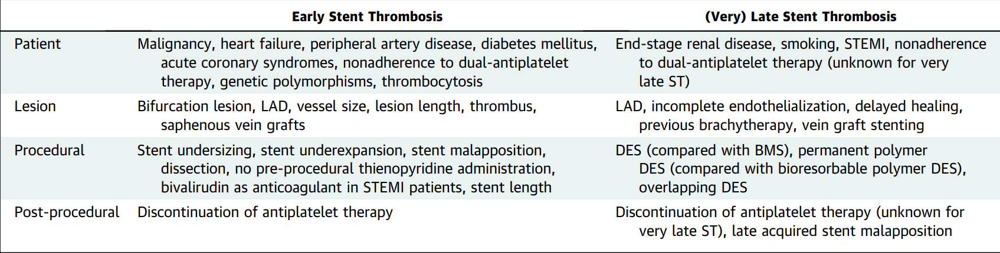 Early Stent Thrombosis (Very) Late Stent Thrombosis
Patient
Malignancy, heart failure, peripheral artery disease, diabetes mellitus,
acute coronary syndromes, nonadherence to dual-antiplatelet
therapy, genetic polymorphisms, thrombocytosis
End-stage renal disease, smoking, STEMI, nonadherence
to dual-antiplatelet therapy (unknown for very
late ST)
Lesion
Bifurcation lesion, LAD, vessel size, lesion length, thrombus,
saphenous vein grafts
LAD, incomplete endothelialization, delayed healing,
previous brachytherapy, vein graft stenting
Procedural
Stent undersizing, stent underexpansion, stent malapposition,
dissection, no pre-procedural thienopyridine administration,
bivalirudin as anticoagulant in STEMI patients, stent length
DES (compared with BMS), permanent polymer
DES (compared with bioresorbable polymer DES),
overlapping DES
Post-procedural
Discontinuation of antiplatelet therapy
Discontinuation of antiplatelet therapy (unknown for
very late ST), late acquired stent malapposition